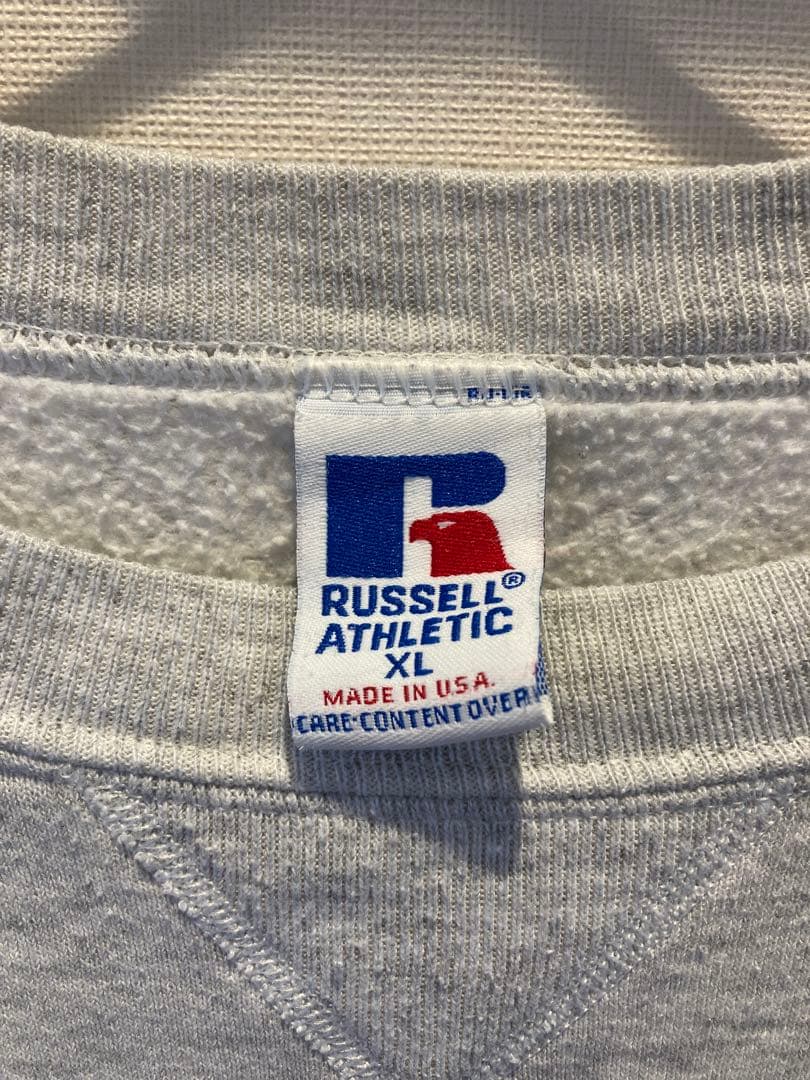 RUSSELL®
ATHLETIC
XL
MADE IN U.S.A.
CARE·CONTENT OVER